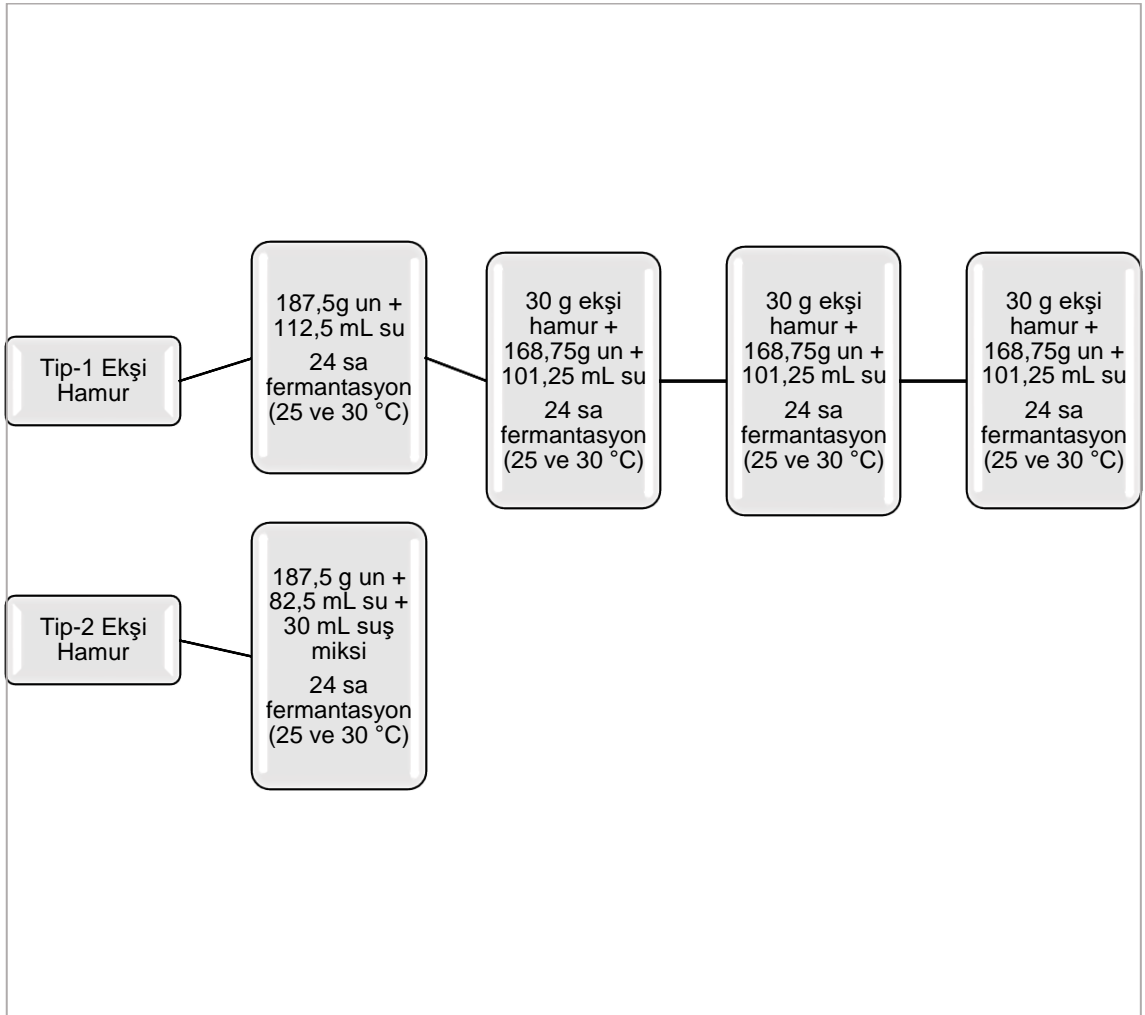 Tip-1 Ekşi
Hamur
187,5g un +
112,5 mL su
24 sa
fermantasyon
(25 ve 30 °C)
30 g ekşi
hamur +
168,75g un +
101,25 mL su
24 sa
fermantasyon
(25 ve 30 °C)
30 g ekşi
hamur +
168,75g un +
101,25 mL su
24 sa
fermantasyon
(25 ve 30 °C)
30 g ekşi
hamur +
168,75g un +
101,25 mL su
24 sa
fermantasyon
(25 ve 30 °C)
Tip-2 Ekşi
Hamur
187,5 g un +
82,5 mL su +
30 mL suş
miksi
24 sa
fermantasyon
(25 ve 30 °C)